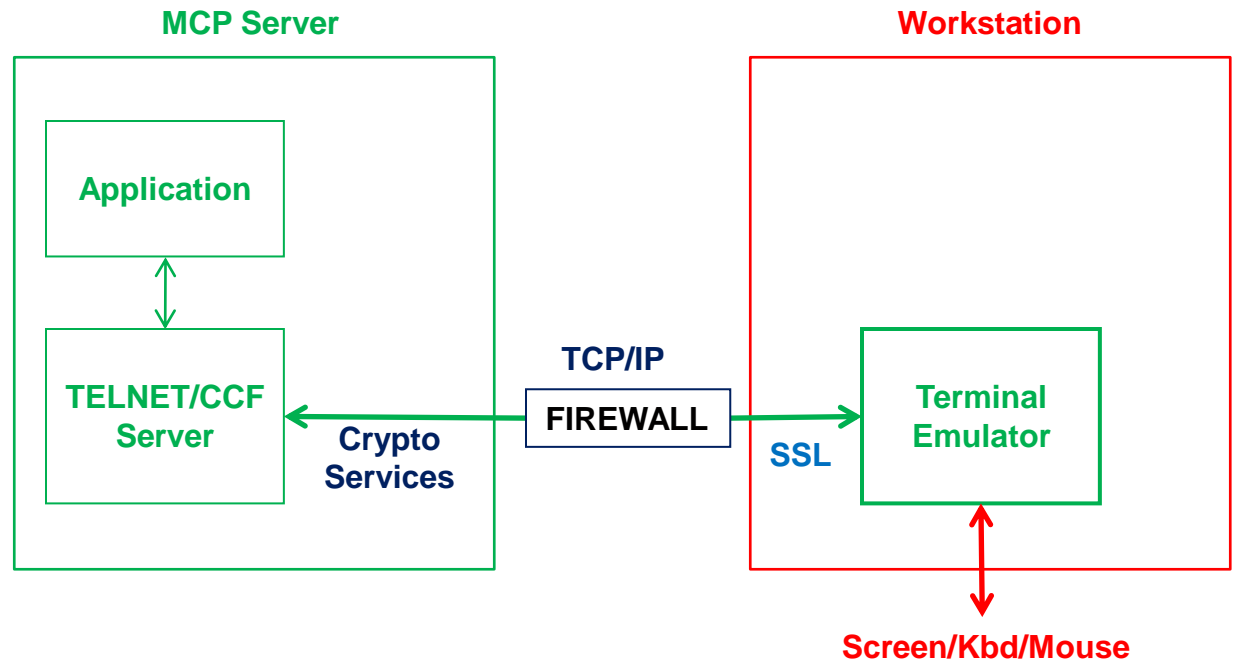 MCP Server
Workstation
Application
TELNET/CCF
Server
Crypto
Services
TCP/IP
FIREWALL
SSL
Terminal
Emulator
Screen/Kbd/Mouse